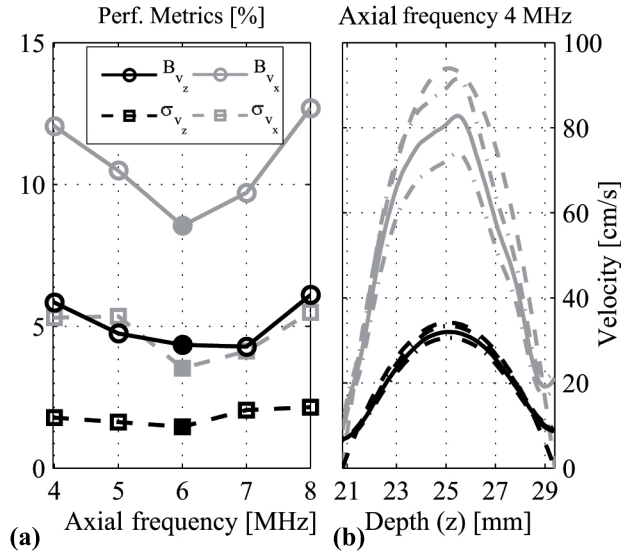 Perf. Metrics [%]
Axial frequency 4 MHz
15
10
5
0
B_{v_z} B_{v_x}
σ_{v_z} σ_{v_x}
4 5 6 7 8
Axial frequency [MHz]
(a)
100
80
60
40
20
0
Velocity [cm/s]
21 23 25 27 29
Depth (z) [mm]
(b)